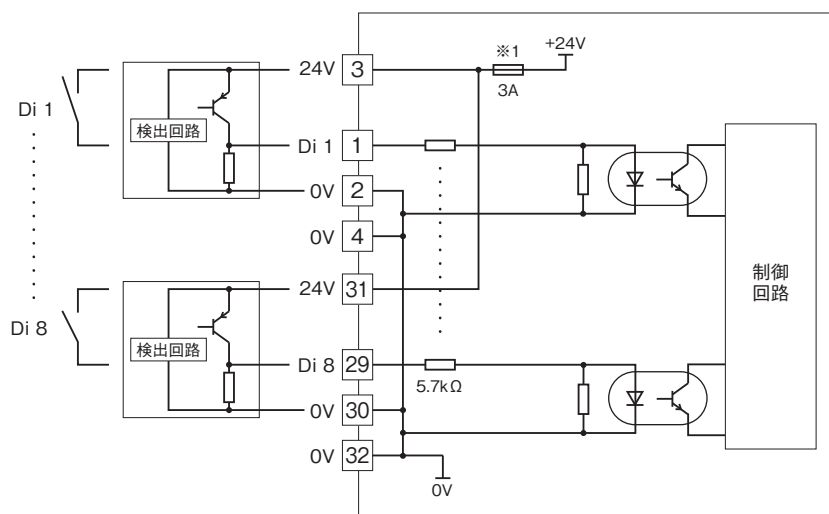 24V 3 ※1 +24V
3A
Di 1 検出回路 Di 1 1
0V 2
0V 4
24V 31
制御
回路
Di 8 検出回路 Di 8 29
5.7kΩ
0V 30
0V 32
0V